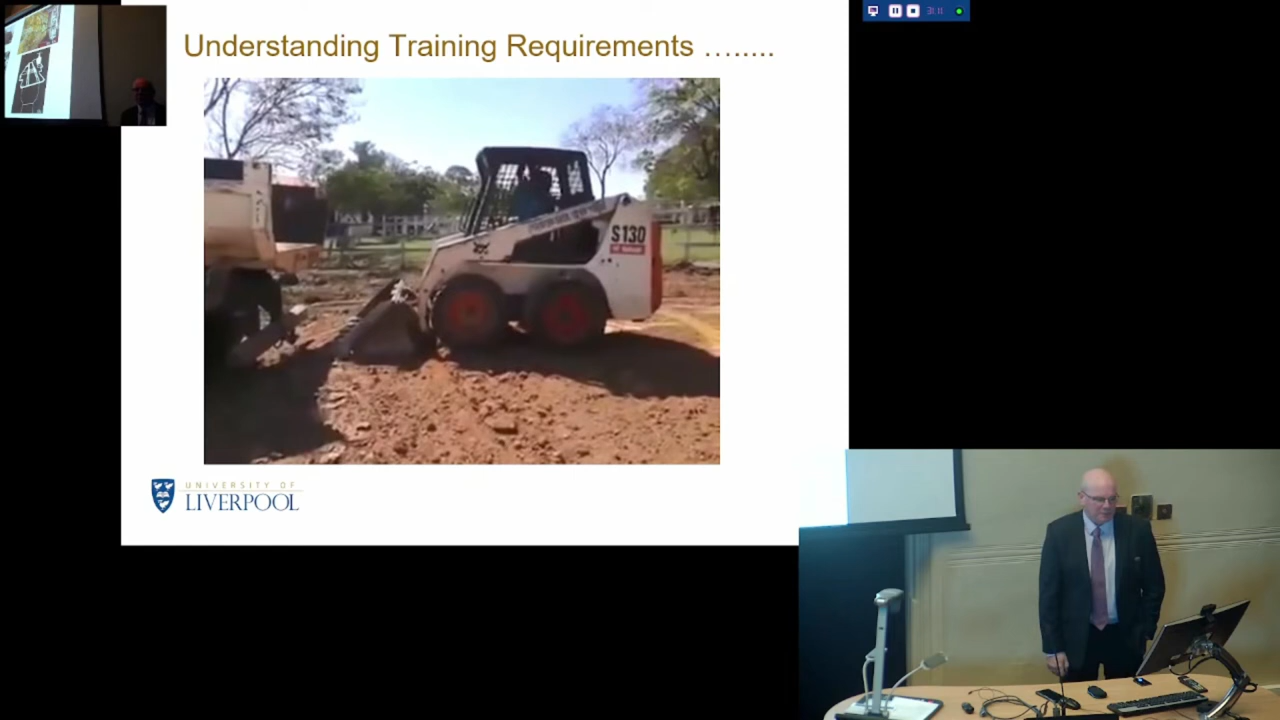 Understanding Training Requirements ….....
S130
UNIVERSITY OF
LIVERPOOL